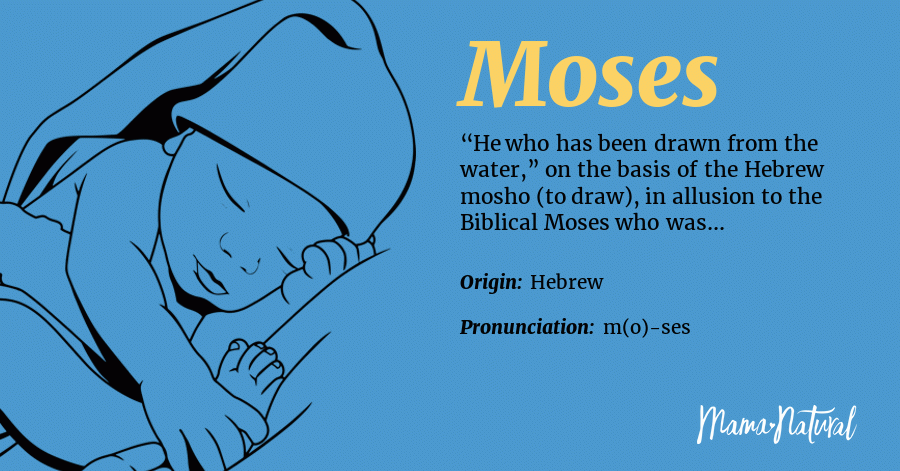 Moses
“He who has been drawn from the
water,” on the basis of the Hebrew
mosho (to draw), in allusion to the
Biblical Moses who was...
Origin: Hebrew
Pronunciation: m(o)-ses
Mama Natural